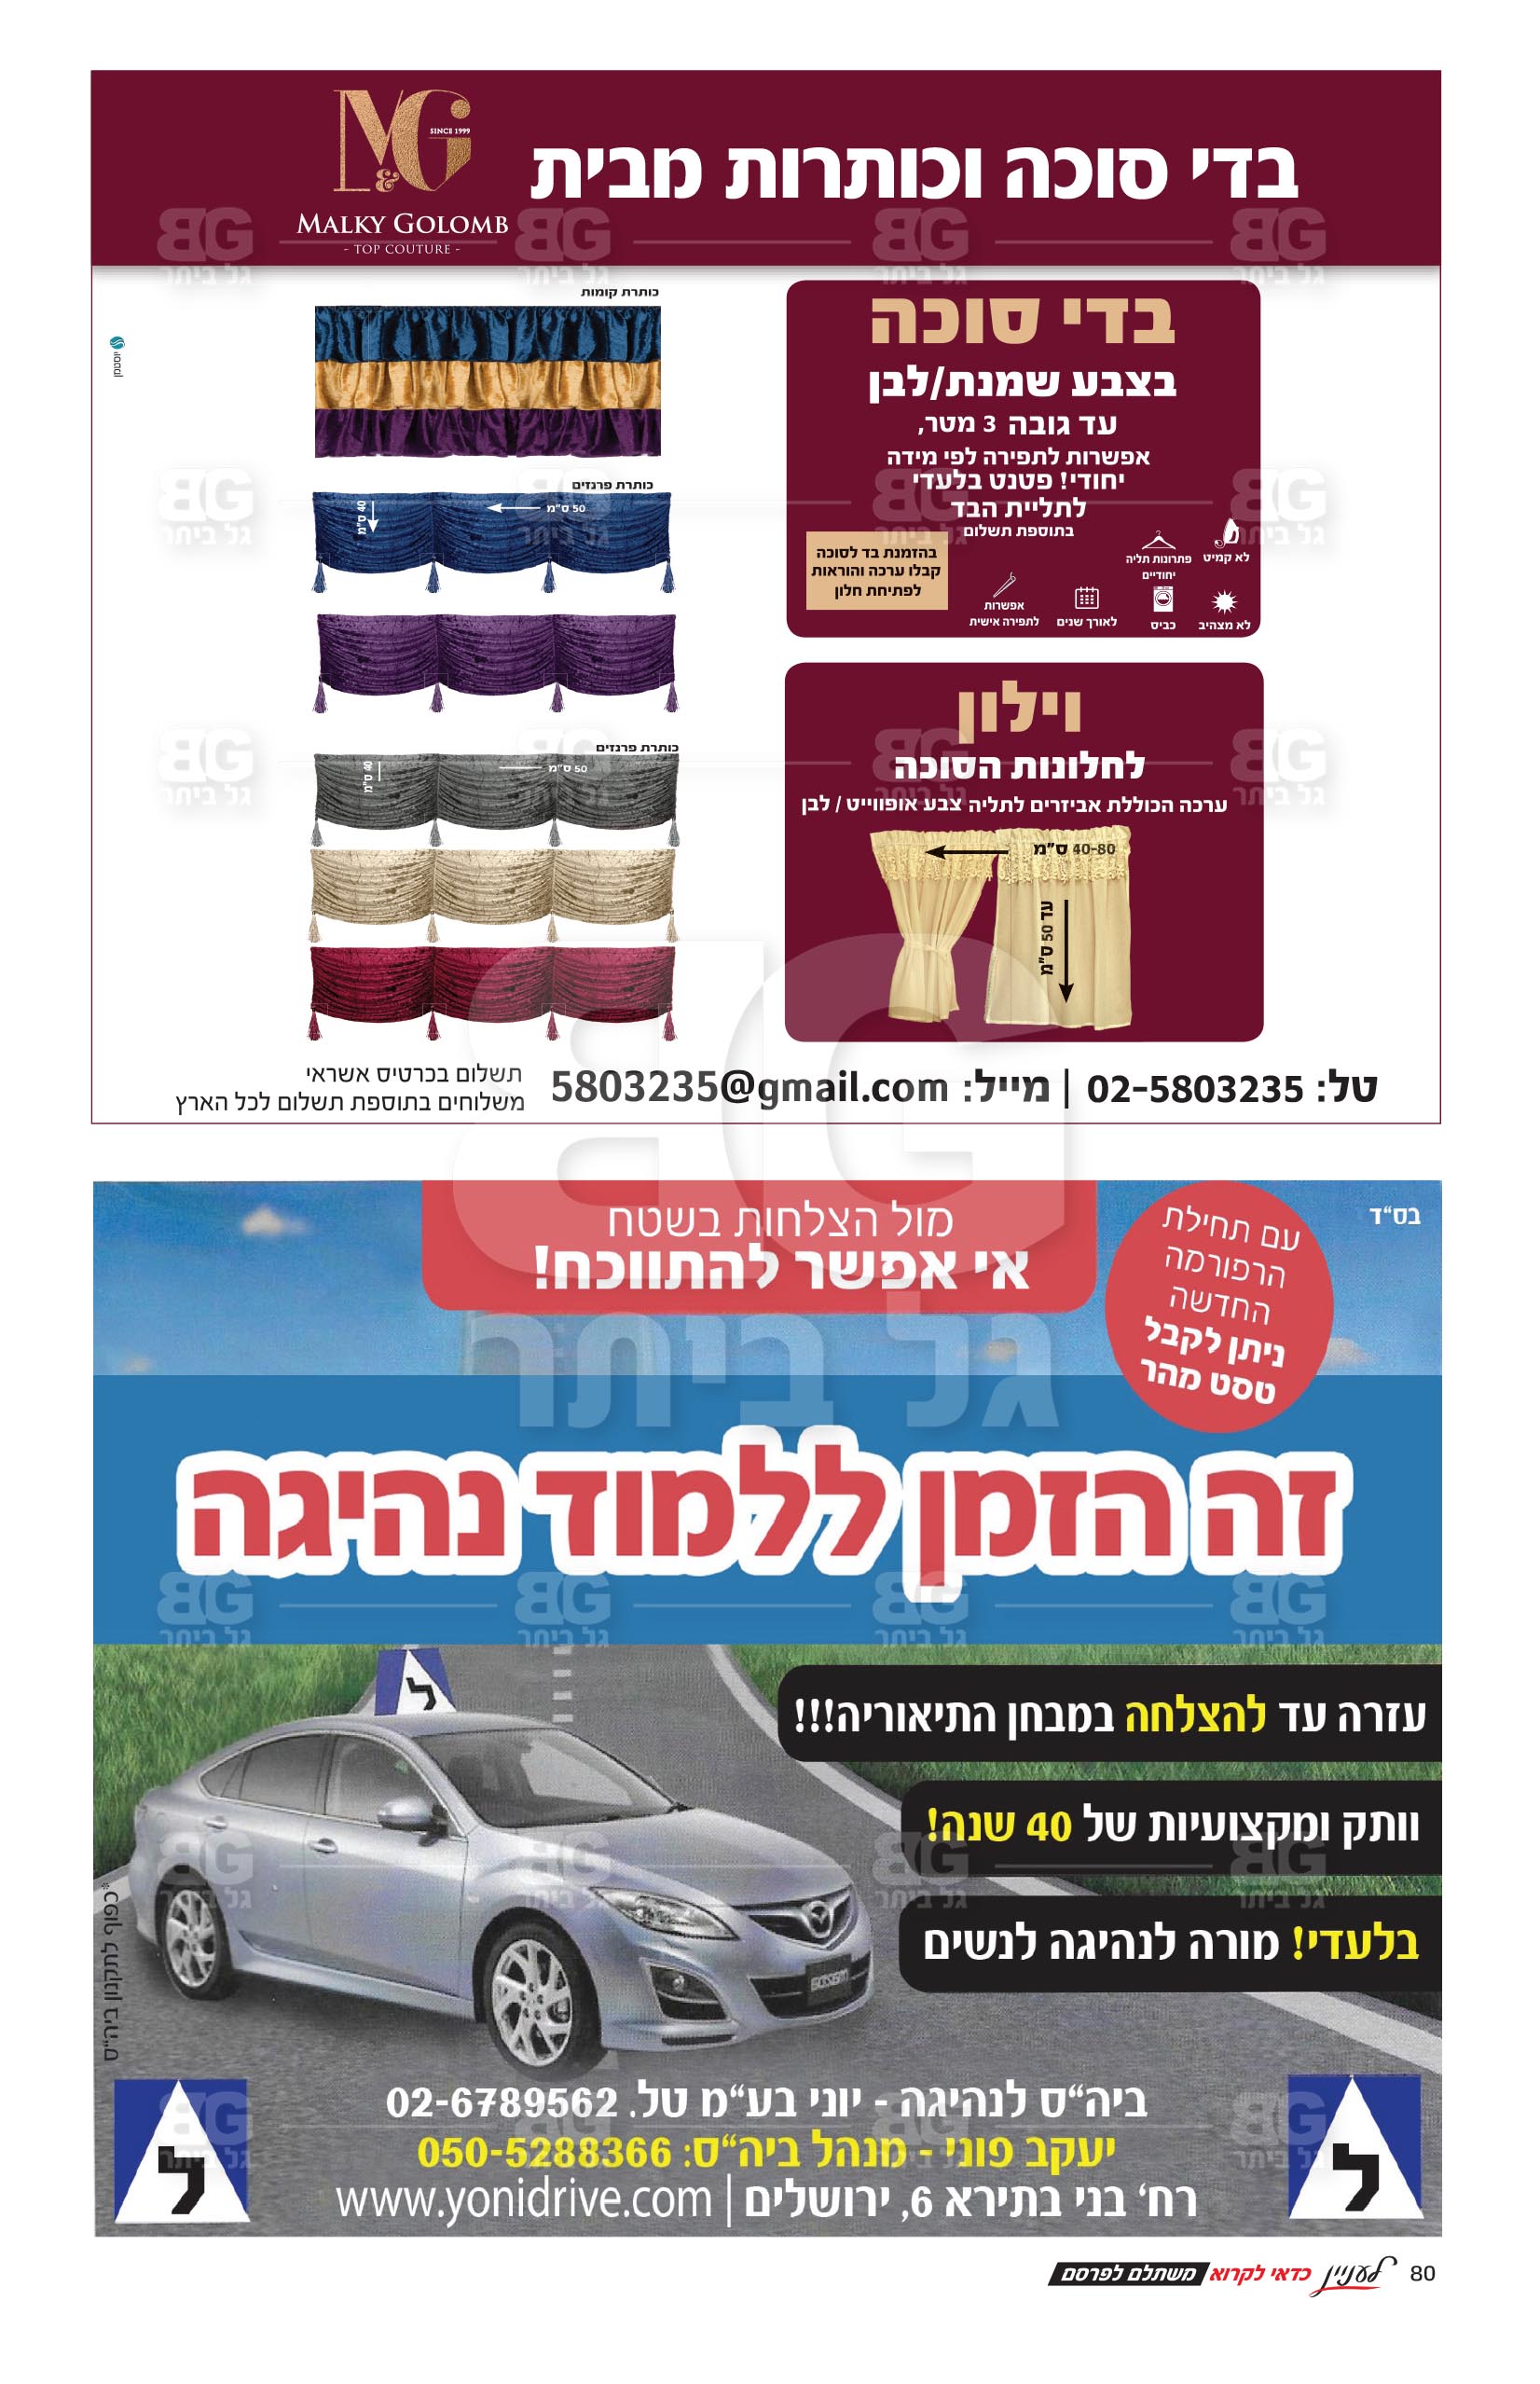 בדי סוכה וכותרות מבית
M&G
SINCE 1999
MALKY GOLOMB
- TOP COUTURE -
בדי סוכה
בצבע שמנת/לבן
עד גובה 3 מטר,
אפשרות לתפירה לפי מידה
יחודי! פטנט בלעדי
לתליית הבד
בתוספת תשלום
בהזמנת בד לסוכה
קבלו ערכה והוראות
לפתיחת חלון
לא קמיט
פתרונות תליה
יחודיים
לא מצהיב
כביס
לאורך שנים
אפשרות
לתפירה אישית
כותרת קומות
כותרת פרנזים
50 ס"מ
40 ס"מ
כותרת פרנזים
50 ס"מ
40 ס"מ
יוסטמן
וילון
לחלונות הסוכה
ערכה הכוללת אביזרים לתליה צבע אופווייט / לבן
40-80 ס"מ
עד 50 ס"מ
טל: 02-5803235 | מייל: 5803235@gmail.com
תשלום בכרטיס אשראי
משלוחים בתוספת תשלום לכל הארץ
BG
גל ביתר
בס"ד
עם תחילת
הרפורמה
החדשה
ניתן לקבל
טסט מהר
מול הצלחות בשטח
אי אפשר להתווכח!
זה הזמן ללמוד נהיגה
ל
עזרה עד להצלחה במבחן התיאוריה!!!
וותק ומקצועיות של 40 שנה!
בלעדי! מורה לנהיגה לנשים
*כפוף לתקנון ביה"ס
ביה"ס לנהיגה - יוני בע"מ טל. 02-6789562
יעקב פוני - מנהל ביה"ס: 050-5288366
רח' בני בתירא 6, ירושלים | www.yonidrive.com
ל
ל
80 לעניין כדאי לקרוא משתלם לפרסם